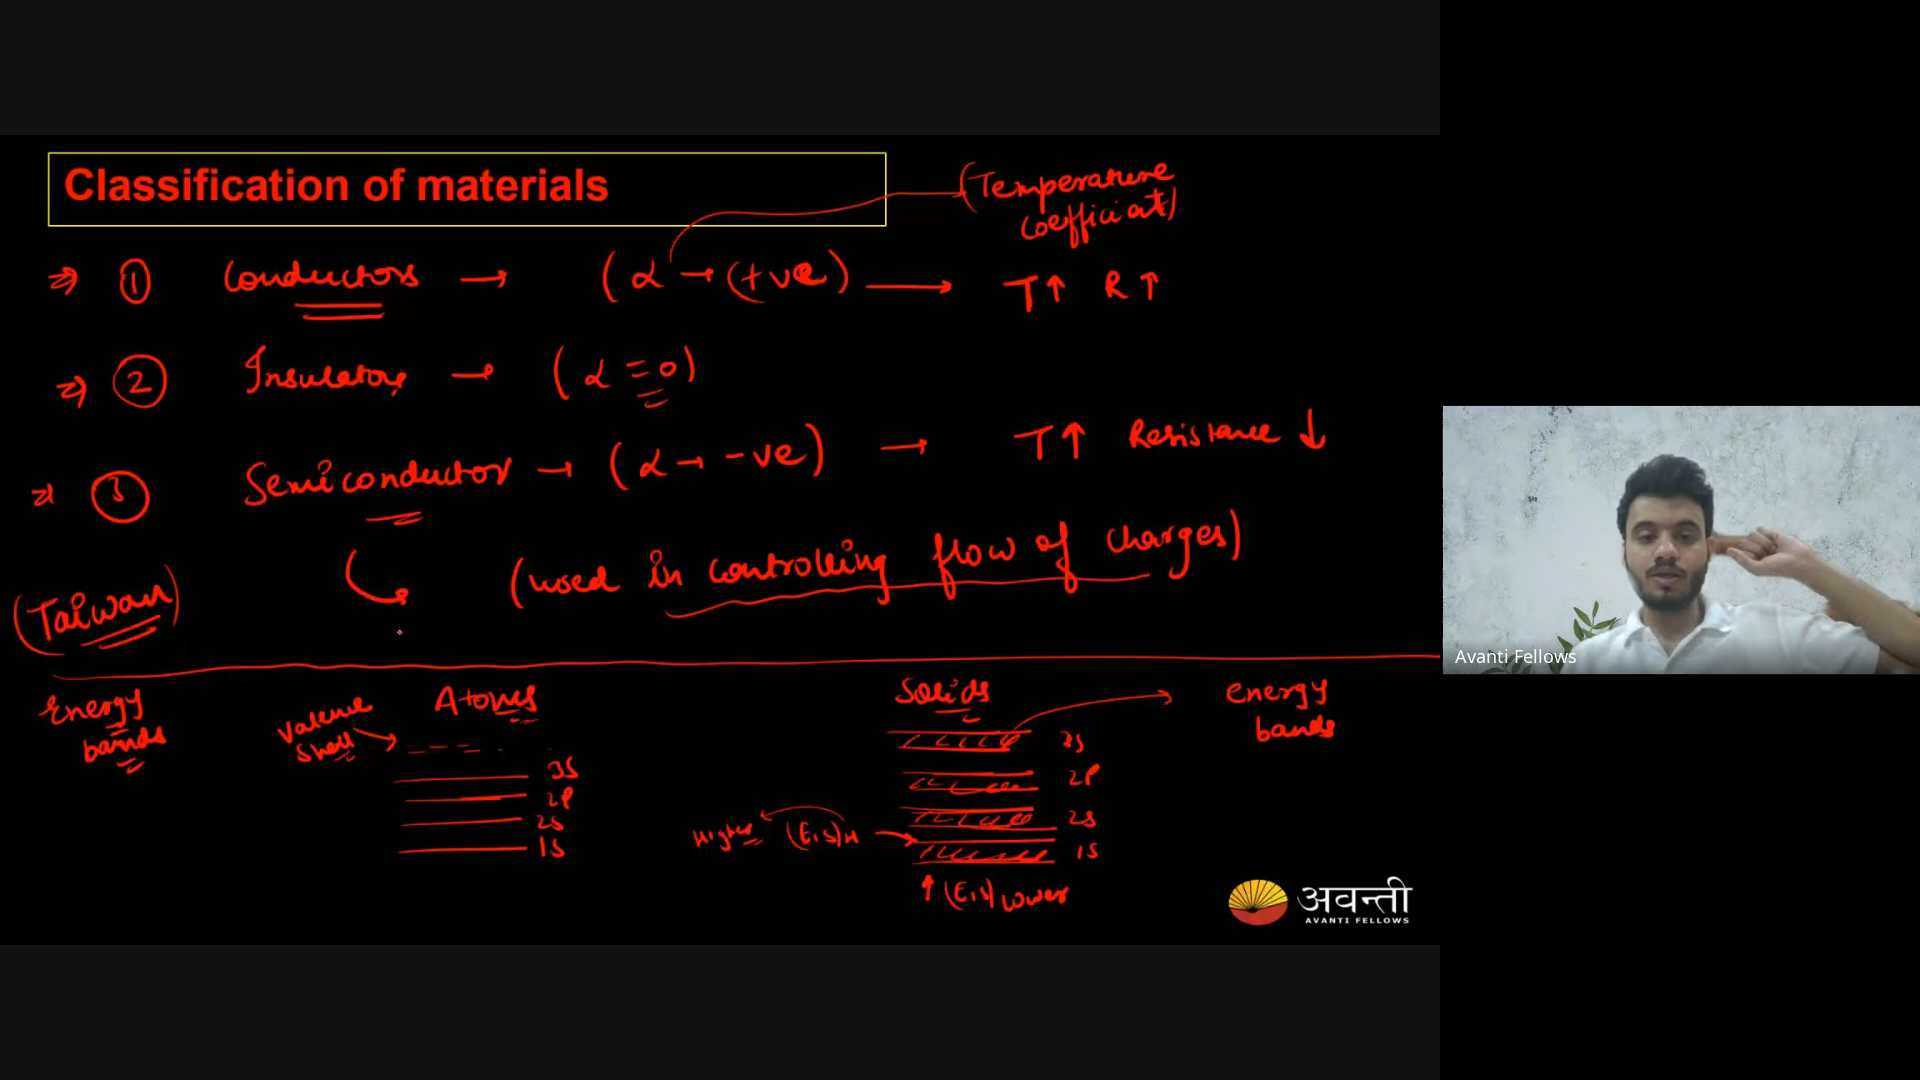 Classification of materials
(Temperature
coefficient)
⇒ ① Conductors → (α → (+ve) → T↑ R↑
⇒ ② Insulators → (α = 0)
⇒ ③ Semiconductor → (α → -ve) → T↑ Resistance ↓
(used in controlling flow of charges)
(Taiwan)
Energy
bands
Valence
Shell
Atoms
3S
2P
2S
1S
Solids
energy
bands
3S
2P
2S
1S
Higher (E1S)H
↑ (E1S) Lower
अवन्ती
AVANTI FELLOWS
Avanti Fellows